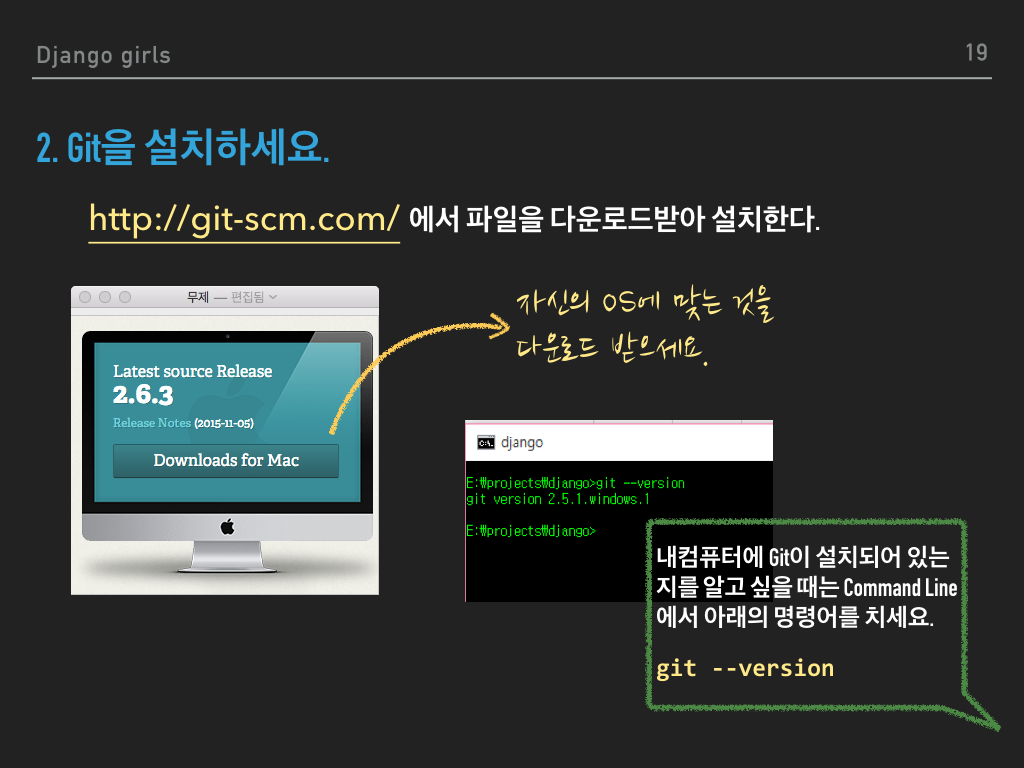 Django girls
19
2. Git을 설치하세요.
http://git-scm.com/ 에서 파일을 다운로드받아 설치한다.
무제 — 편집됨
Latest source Release
2.6.3
Release Notes (2015-11-05)
Downloads for Mac
자신의 OS에 맞는 것을
다운로드 받으세요.
django
E:₩projects₩django>git --version
git version 2.5.1.windows.1
E:₩projects₩django>
내컴퓨터에 Git이 설치되어 있는
지를 알고 싶을 때는 Command Line
에서 아래의 명령어를 치세요.
git --version